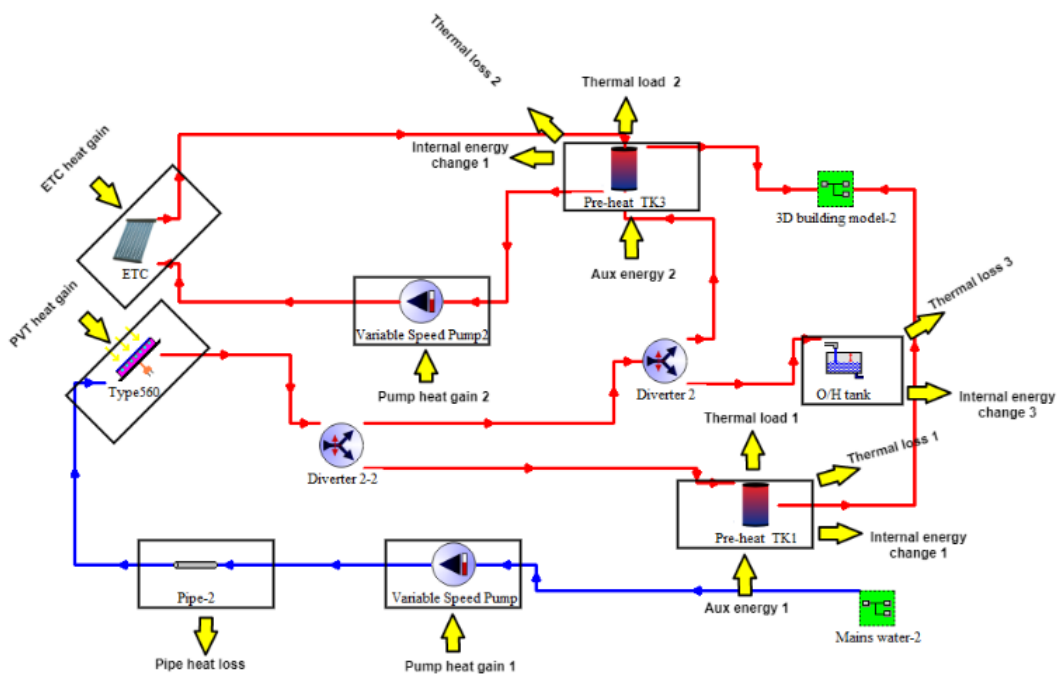 Thermal loss 2
Thermal load  2
ETC heat gain
Internal energy
change 1
Pre-heat  TK3
3D building model-2
ETC
Aux energy 2
Thermal loss 3
PVT heat gain
Variable Speed Pump2
Type560
Diverter 2
O/H tank
Pump heat gain 2
Internal energy
change 3
Thermal load 1
Thermal loss 1
Diverter 2-2
Pre-heat  TK1
Internal energy
change 1
Pipe-2
Variable Speed Pump
Aux energy 1
Mains water-2
Pipe heat loss
Pump heat gain 1